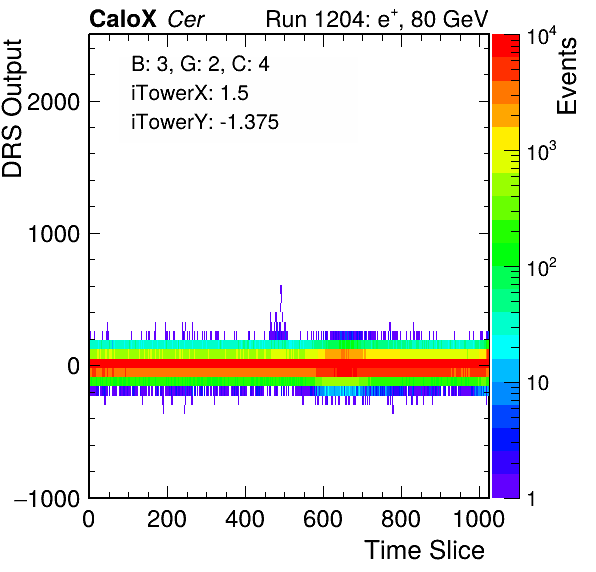 CaloX Cer Run 1204: e+, 80 GeV
B: 3, G: 2, C: 4
iTowerX: 1.5
iTowerY: -1.375
DRS Output
2000
1000
0
−1000
0 200 400 600 800 1000
Time Slice
Events
10^4
10^3
10^2
10
1